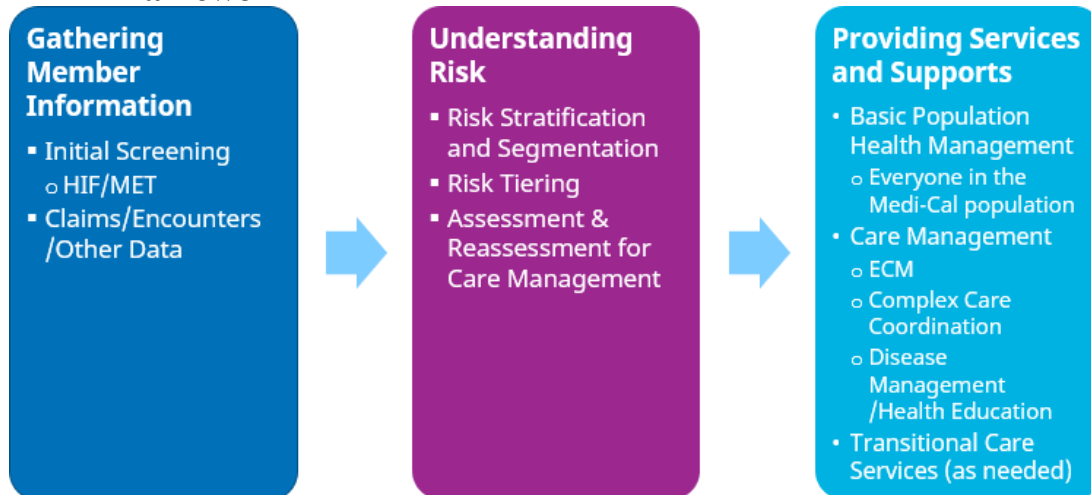 Gathering
Member
Information
▪ Initial Screening
o HIF/MET
▪ Claims/Encounters
/Other Data
Understanding
Risk
▪ Risk Stratification
and Segmentation
▪ Risk Tiering
▪ Assessment &
Reassessment for
Care Management
Providing Services
and Supports
• Basic Population
Health Management
o Everyone in the
Medi-Cal population
• Care Management
o ECM
o Complex Care
Coordination
o Disease
Management
/Health Education
• Transitional Care
Services (as needed)